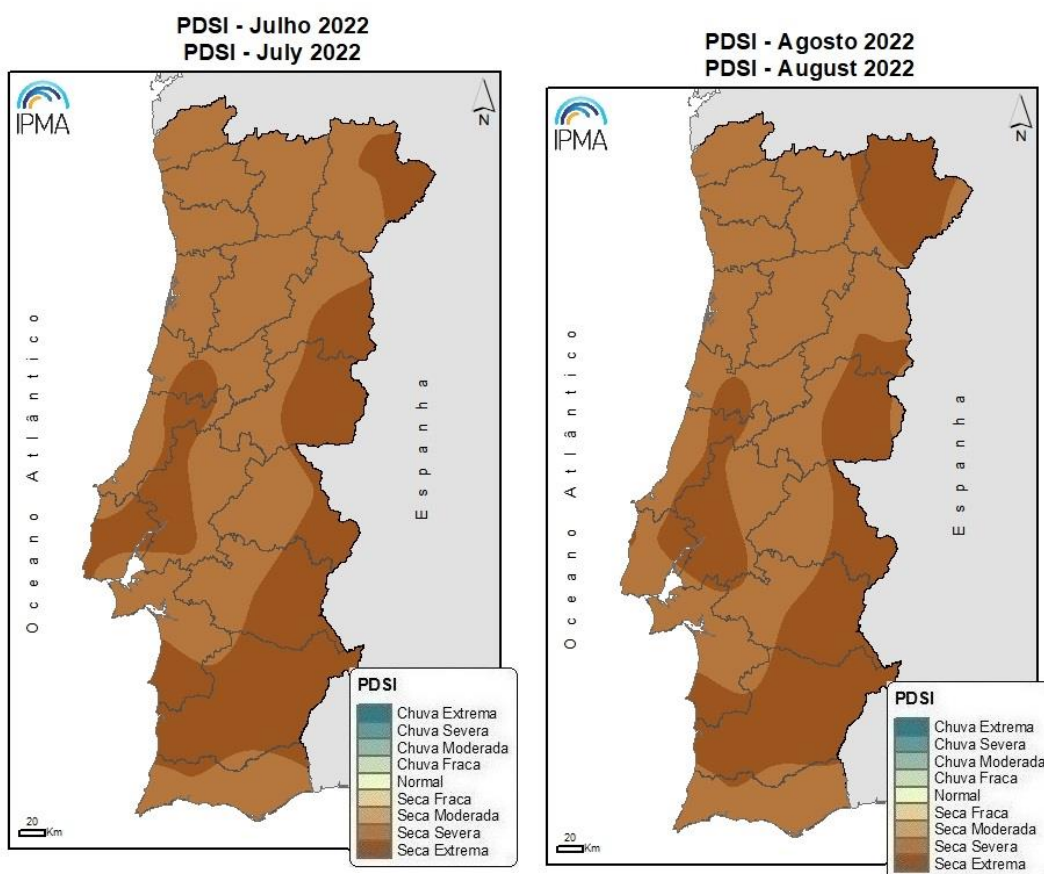 PDSI - Julho 2022
PDSI - July 2022
IPMA
N
Oceano Atlântico
Espanha
PDSI
Chuva Extrema
Chuva Severa
Chuva Moderada
Chuva Fraca
Normal
Seca Fraca
Seca Moderada
Seca Severa
Seca Extrema
20
Km
PDSI - Agosto 2022
PDSI - August 2022
IPMA
N
Oceano Atlântico
Espanha
PDSI
Chuva Extrema
Chuva Severa
Chuva Moderada
Chuva Fraca
Normal
Seca Fraca
Seca Moderada
Seca Severa
Seca Extrema
20
Km